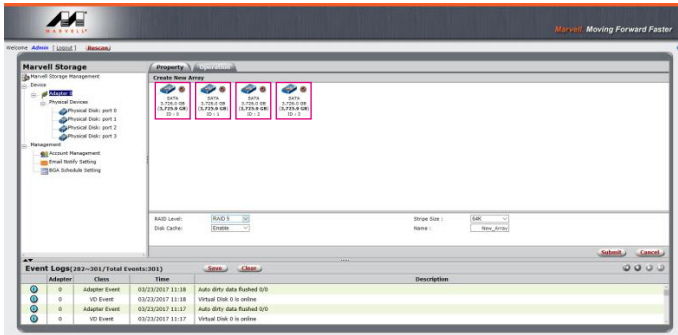 MARVELL
Marvell. Moving Forward Faster
Welcome Admin [ Logout ] Rescan
Marvell Storage
Marvell Storage Management
Device
Adapter 0
Physical Devices
Physical Disk: port 0
Physical Disk: port 1
Physical Disk: port 2
Physical Disk: port 3
Management
Account Management
Email Notify Setting
BGA Schedule Setting
Property Operation
Create New Array
SATA SATA SATA SATA
3,726.0 GB 3,726.0 GB 3,726.0 GB 3,726.0 GB
(3,725.9 GB) (3,725.9 GB) (3,725.9 GB) (3,725.9 GB)
ID : 0 ID : 1 ID : 2 ID : 3
RAID Level: RAID 5 Stripe Size : 64K
Disk Cache: Enable Name : New_Array
Submit Cancel
Event Logs(282~301/Total Events:301) Save Clear
Adapter Class Time Description
0 Adapter Event 03/23/2017 11:18 Auto dirty data flushed 0/0
0 VD Event 03/23/2017 11:18 Virtual Disk 0 is online
0 Adapter Event 03/23/2017 11:17 Auto dirty data flushed 0/0
0 VD Event 03/23/2017 11:17 Virtual Disk 0 is online